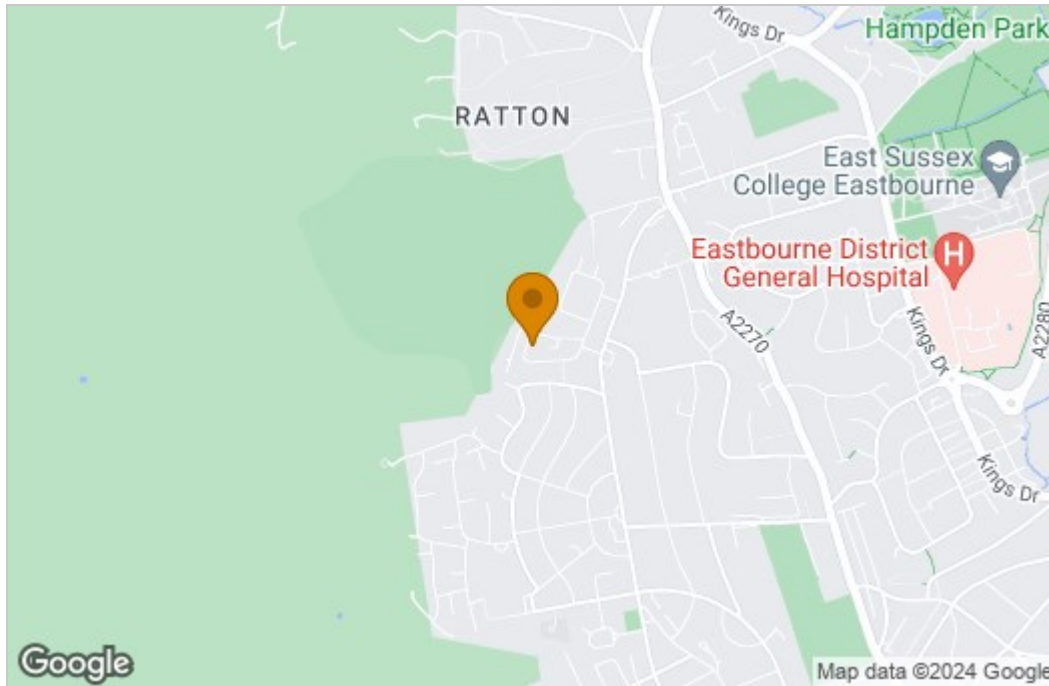 Kings Dr
Hampden Park
RATTON
East Sussex
College Eastbourne
Eastbourne District
General Hospital
H
A2270
Kings Dr
A2280
Kings Dr
Google
Map data ©2024 Google